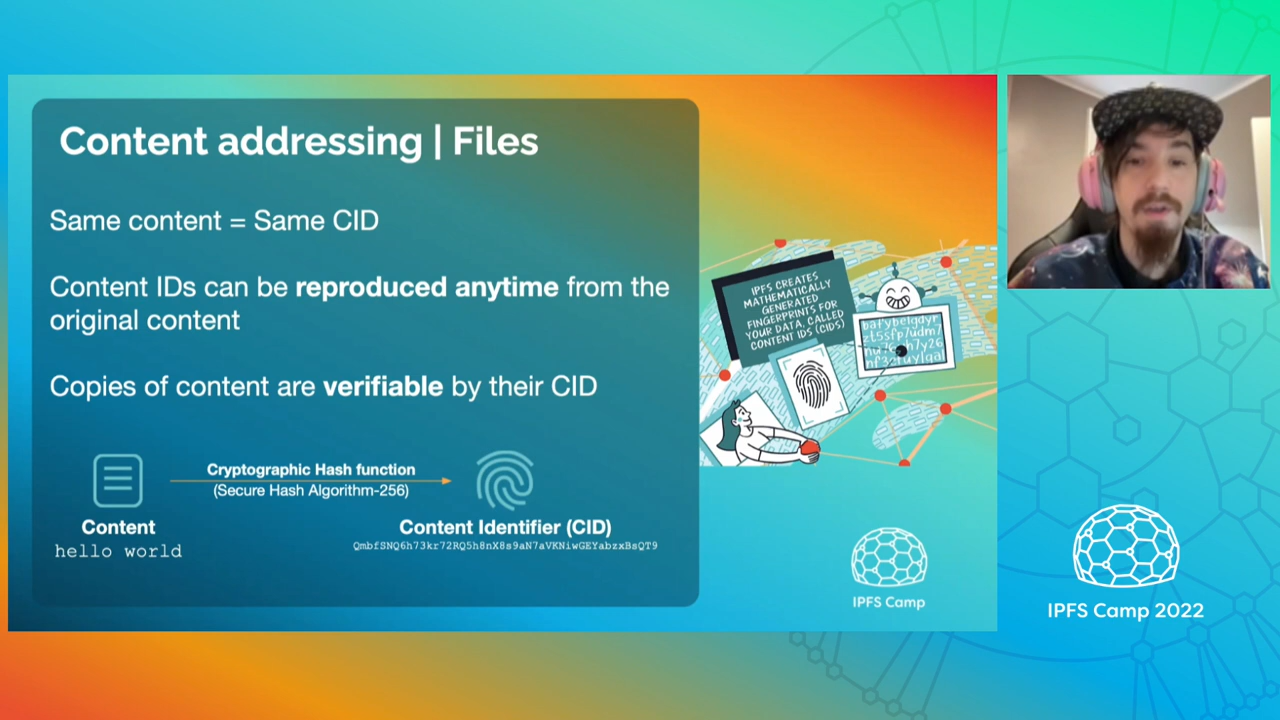 Content addressing | Files
Same content = Same CID
Content IDs can be reproduced anytime from the
original content
Copies of content are verifiable by their CID
Cryptographic Hash function
(Secure Hash Algorithm-256)
Content
hello world
Content Identifier (CID)
QmbfSNQ6h73kr72RQ5h8nX8s9aN7aVKNiwGEYabzxBsQT9
IPFS CREATES
MATHEMATICALLY
GENERATED
FINGERPRINTS FOR
YOUR DATA, CALLED
CONTENT IDS (CIDS)
bafybeigdyr
zt5sfp7udm7
IPFS Camp
IPFS Camp 2022